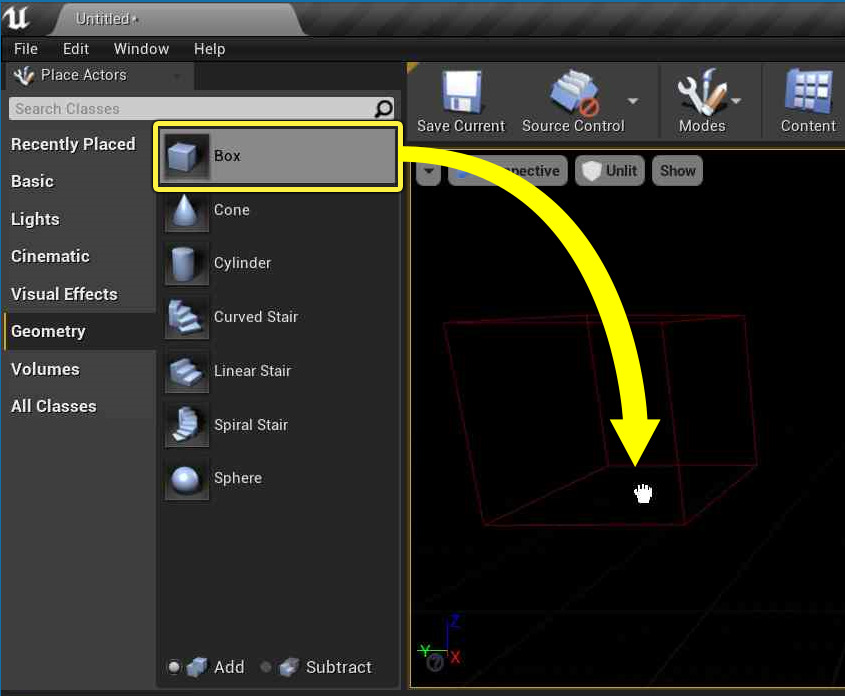 Untitled•
File Edit Window Help
Place Actors
Search Classes
Recently Placed
Basic
Lights
Cinematic
Visual Effects
Geometry
Volumes
All Classes
Box
Cone
Cylinder
Curved Stair
Linear Stair
Spiral Stair
Sphere
Add Subtract
Save Current Source Control Modes Content
Unlit Show
Z
Y
X
?